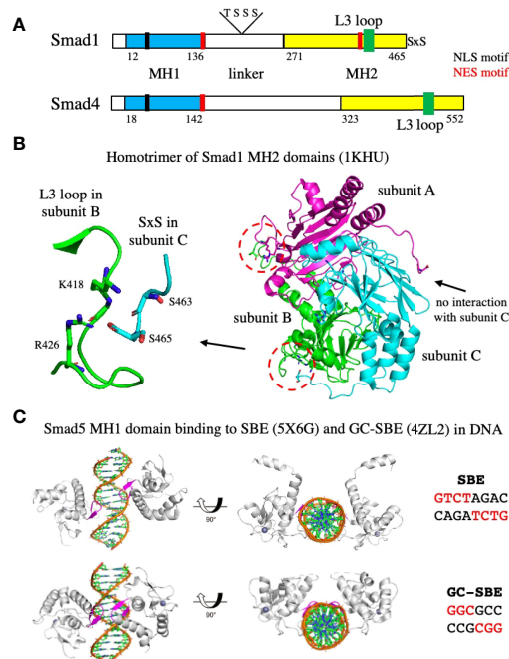 A
T S S S
L3 loop
Smad1
SxS
12
136
271
465
NLS motif
MH1
linker
MH2
NES motif
Smad4
18
142
323
552
L3 loop
B
Homotrimer of Smad1 MH2 domains (1KHU)
L3 loop in
subunit B
SxS in
subunit C
subunit A
K418
S463
S465
R426
no interaction
with subunit C
subunit B
subunit C
C
Smad5 MH1 domain binding to SBE (5X6G) and GC-SBE (4ZL2) in DNA
90°
SBE
GTCTAGAC
CAGATCTG
90°
GC-SBE
GGCGCC
CCGCGG